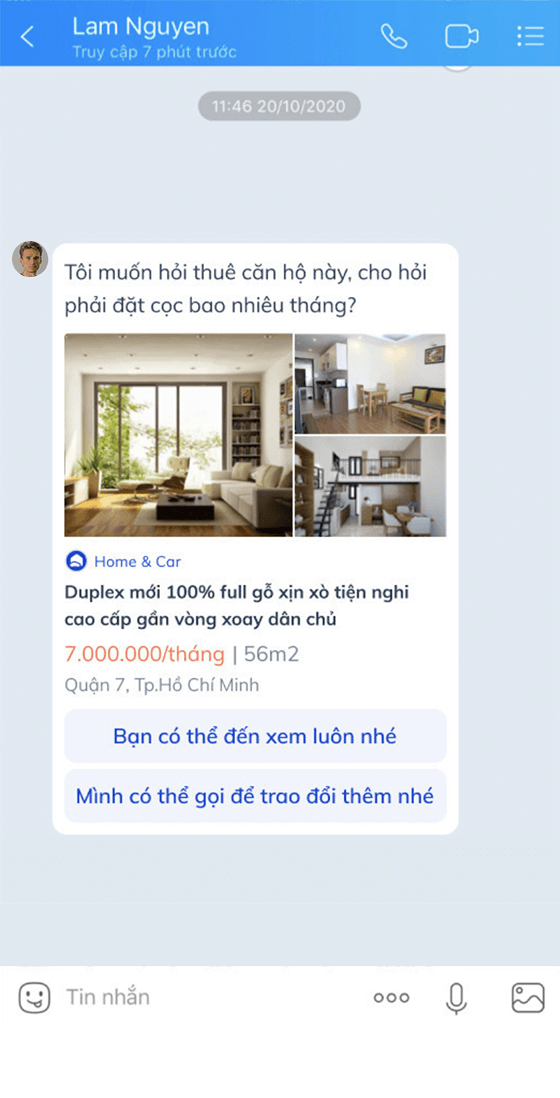 Lam Nguyen
Truy cập 7 phút trước
11:46 20/10/2020
Tôi muốn hỏi thuê căn hộ này, cho hỏi
phải đặt cọc bao nhiêu tháng?
Home & Car
Duplex mới 100% full gỗ xịn xò tiện nghi
cao cấp gần vòng xoay dân chủ
7.000.000/tháng | 56m2
Quận 7, Tp.Hồ Chí Minh
Bạn có thể đến xem luôn nhé
Mình có thể gọi để trao đổi thêm nhé
Tin nhắn